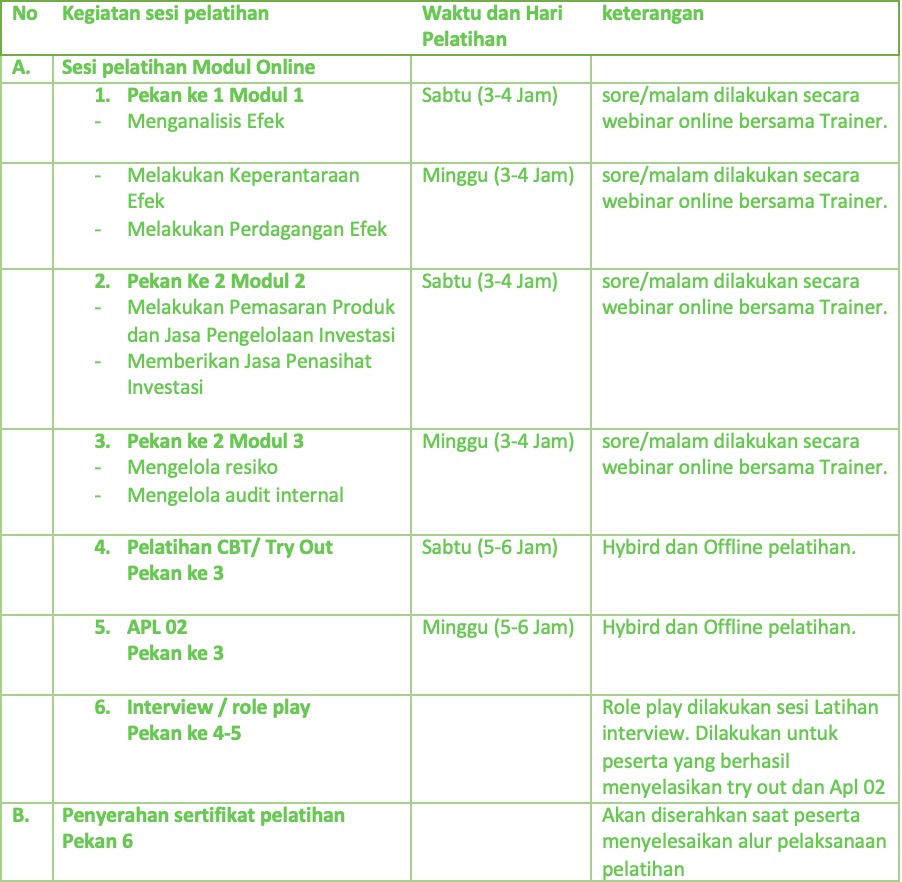 No Kegiatan sesi pelatihan Waktu dan Hari keterangan
Pelatihan
A. Sesi pelatihan Modul Online
1. Pekan ke 1 Modul 1 Sabtu (3-4 Jam) sore/malam dilakukan secara
- Menganalisis Efek webinar online bersama Trainer.
- Melakukan Keperantaraan Minggu (3-4 Jam) sore/malam dilakukan secara
Efek webinar online bersama Trainer.
- Melakukan Perdagangan Efek
2. Pekan Ke 2 Modul 2 Sabtu (3-4 Jam) sore/malam dilakukan secara
- Melakukan Pemasaran Produk webinar online bersama Trainer.
dan Jasa Pengelolaan Investasi
- Memberikan Jasa Penasihat
Investasi
3. Pekan ke 2 Modul 3 Minggu (3-4 Jam) sore/malam dilakukan secara
- Mengelola resiko webinar online bersama Trainer.
- Mengelola audit internal
4. Pelatihan CBT/ Try Out Sabtu (5-6 Jam) Hybird dan Offline pelatihan.
Pekan ke 3
5. APL 02 Minggu (5-6 Jam) Hybird dan Offline pelatihan.
Pekan ke 3
6. Interview / role play Role play dilakukan sesi Latihan
Pekan ke 4-5 interview. Dilakukan untuk
peserta yang berhasil
menyelasikan try out dan Apl 02
B. Penyerahan sertifikat pelatihan Akan diserahkan saat peserta
Pekan 6 menyelesaikan alur pelaksanaan
pelatihan